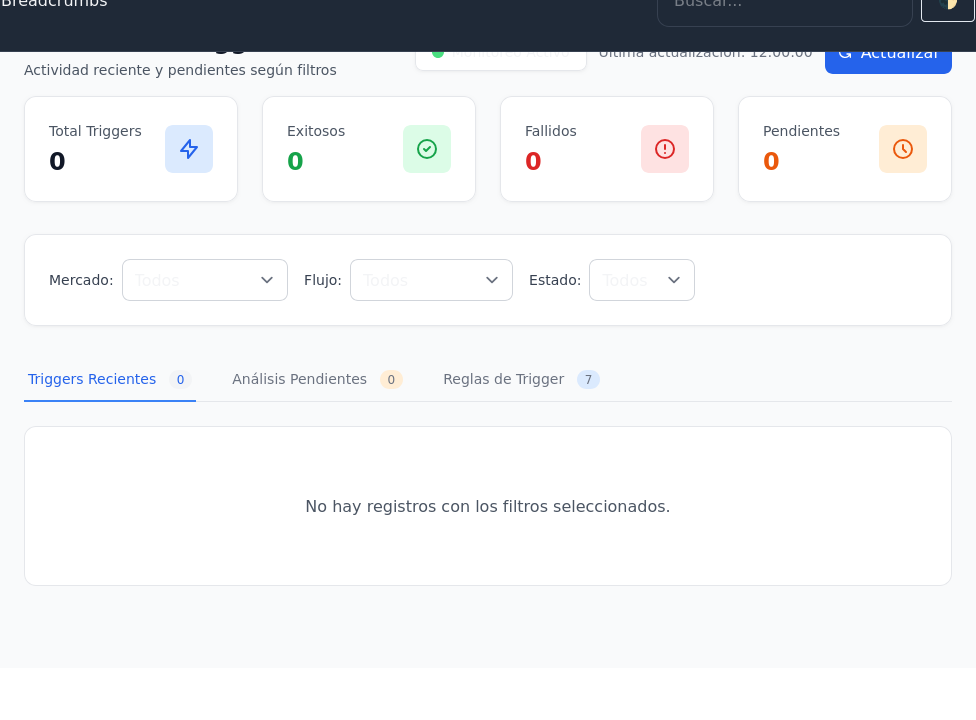 Breadcrumbs
Buscar...
Actividad reciente y pendientes según filtros
Monitoreo Activo
Última actualización: 12:00:00
Actualizar
Total Triggers
0
Exitosos
0
Fallidos
0
Pendientes
0
Mercado: Todos
Flujo: Todos
Estado: Todos
Triggers Recientes 0
Análisis Pendientes 0
Reglas de Trigger 7
No hay registros con los filtros seleccionados.